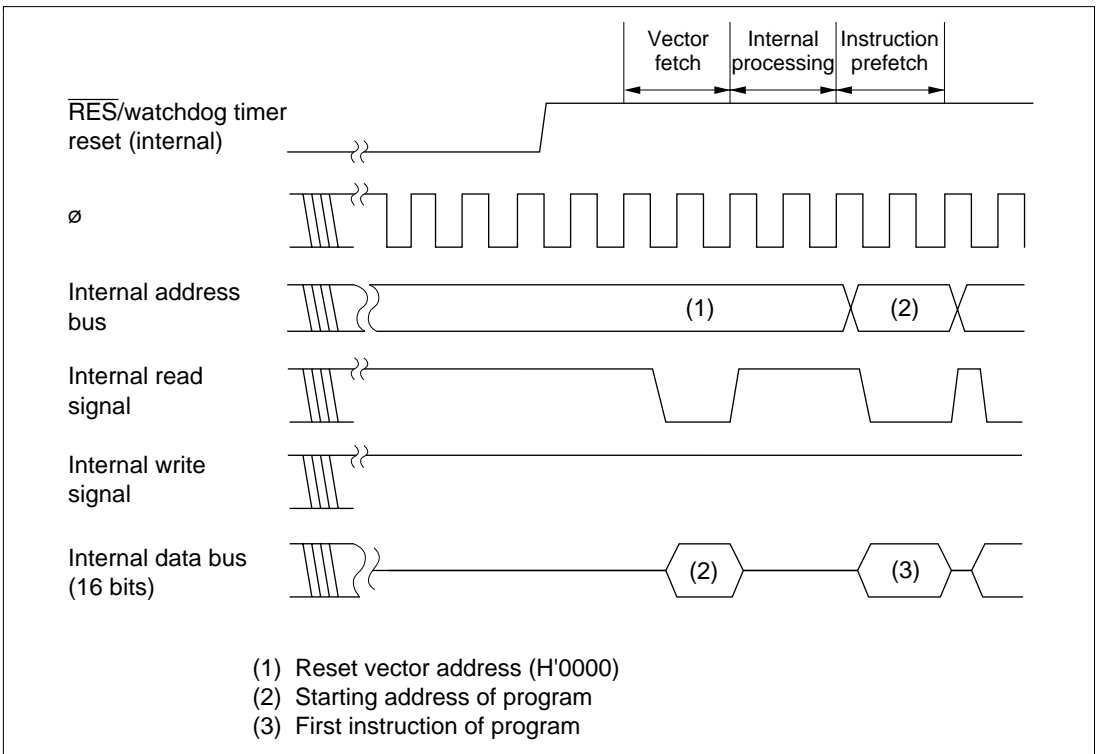 Vector Internal Instruction
fetch processing prefetch
R̅E̅S̅/watchdog timer
reset (internal)
ø
Internal address
bus
(1) (2)
Internal read
signal
Internal write
signal
Internal data bus
(16 bits)
(2) (3)
(1) Reset vector address (H'0000)
(2) Starting address of program
(3) First instruction of program